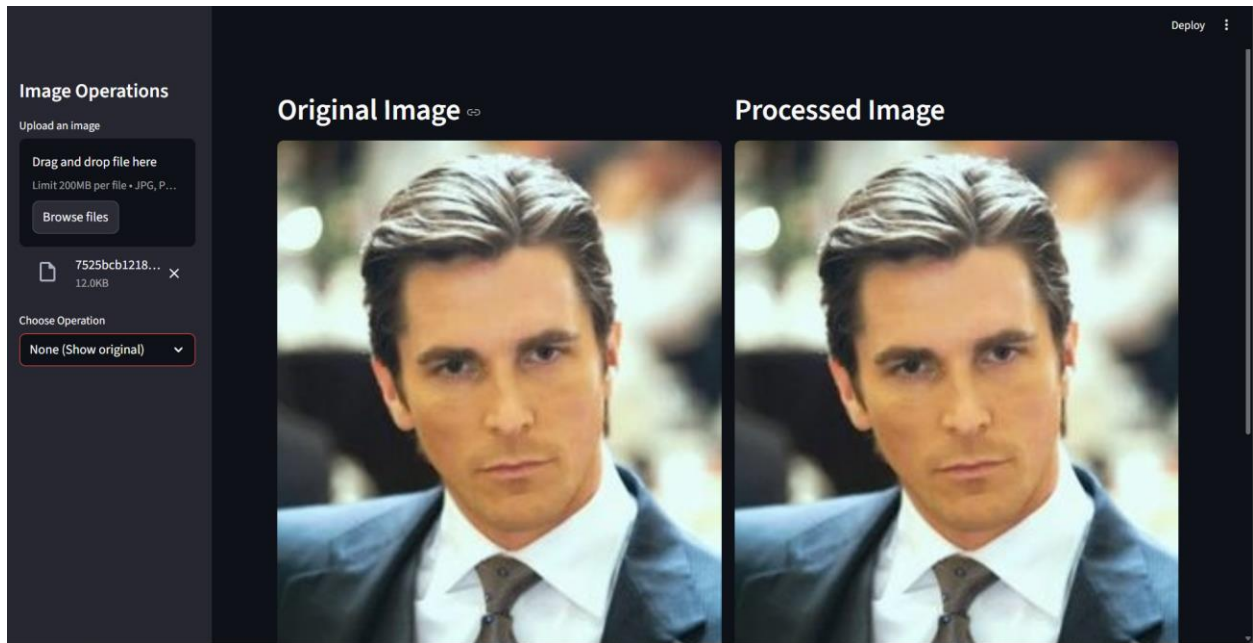 Deploy
Image Operations
Upload an image
Drag and drop file here
Limit 200MB per file • JPG, P...
Browse files
7525bcb1218...
12.0KB
Choose Operation
None (Show original)
Original Image
Processed Image